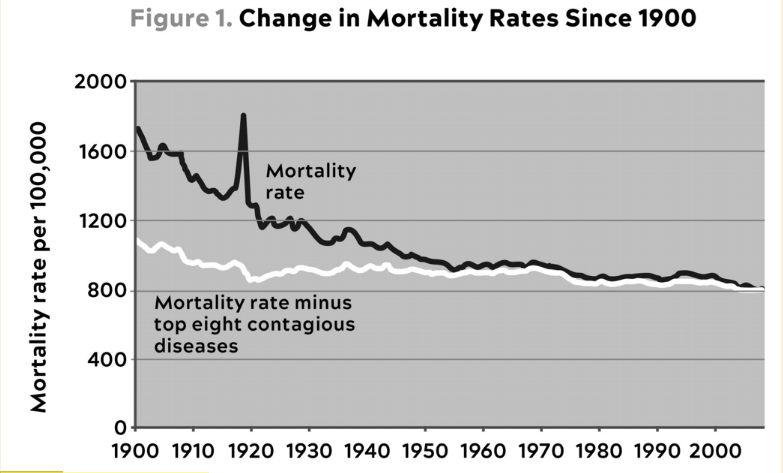 Figure 1. Change in Mortality Rates Since 1900
Mortality rate per 100,000
2000
1600
1200
800
400
0
Mortality
rate
Mortality rate minus
top eight contagious
diseases
1900 1910 1920 1930 1940 1950 1960 1970 1980 1990 2000